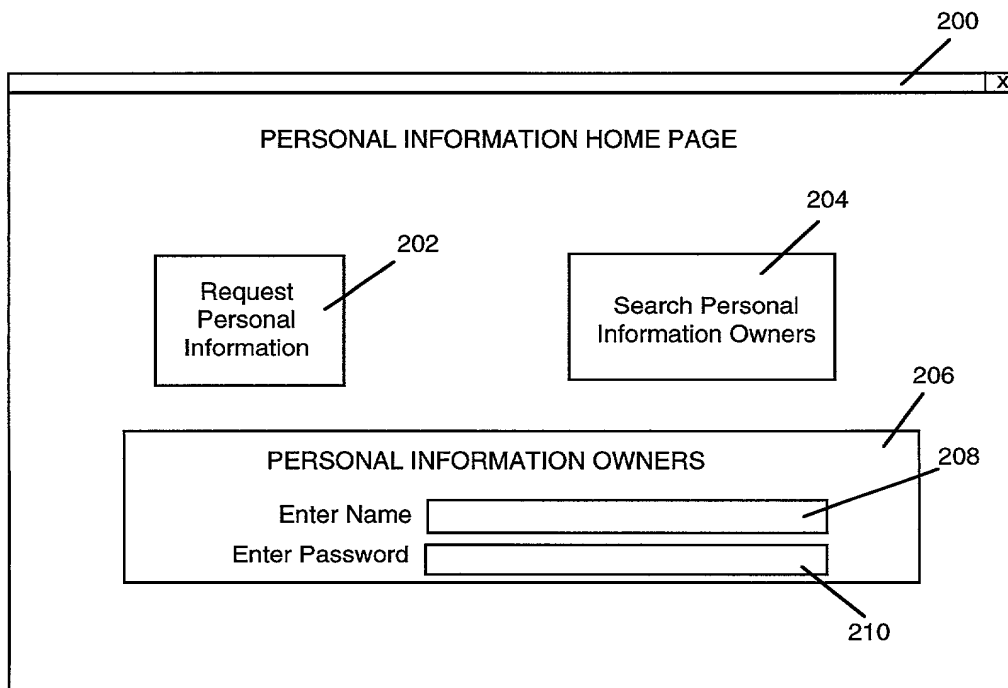 200
X
PERSONAL INFORMATION HOME PAGE
204
202
Request
Personal
Information
Search Personal
Information Owners
206
PERSONAL INFORMATION OWNERS
208
Enter Name
Enter Password
210